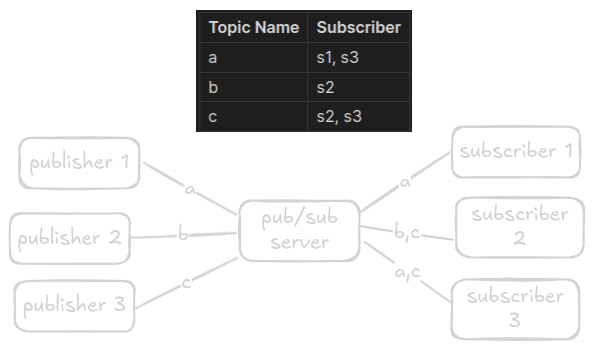 Topic Name Subscriber
a s1, s3
b s2
c s2, s3
publisher 1
a
publisher 2
b
publisher 3
c
pub/sub
server
a
subscriber 1
b,c
subscriber
2
a,c
subscriber
3